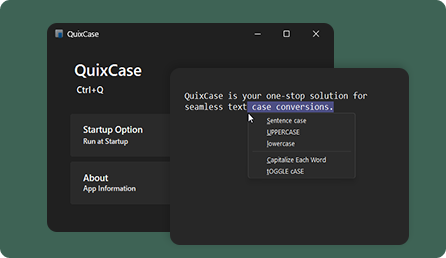 QuixCase
QuixCase
Ctrl+Q
Startup Option
Run at Startup
About
App Information
QuixCase is your one-stop solution for
seamless text case conversions.
Sentence case
UPPERCASE
lowercase
Capitalize Each Word
tOGGLE cASE